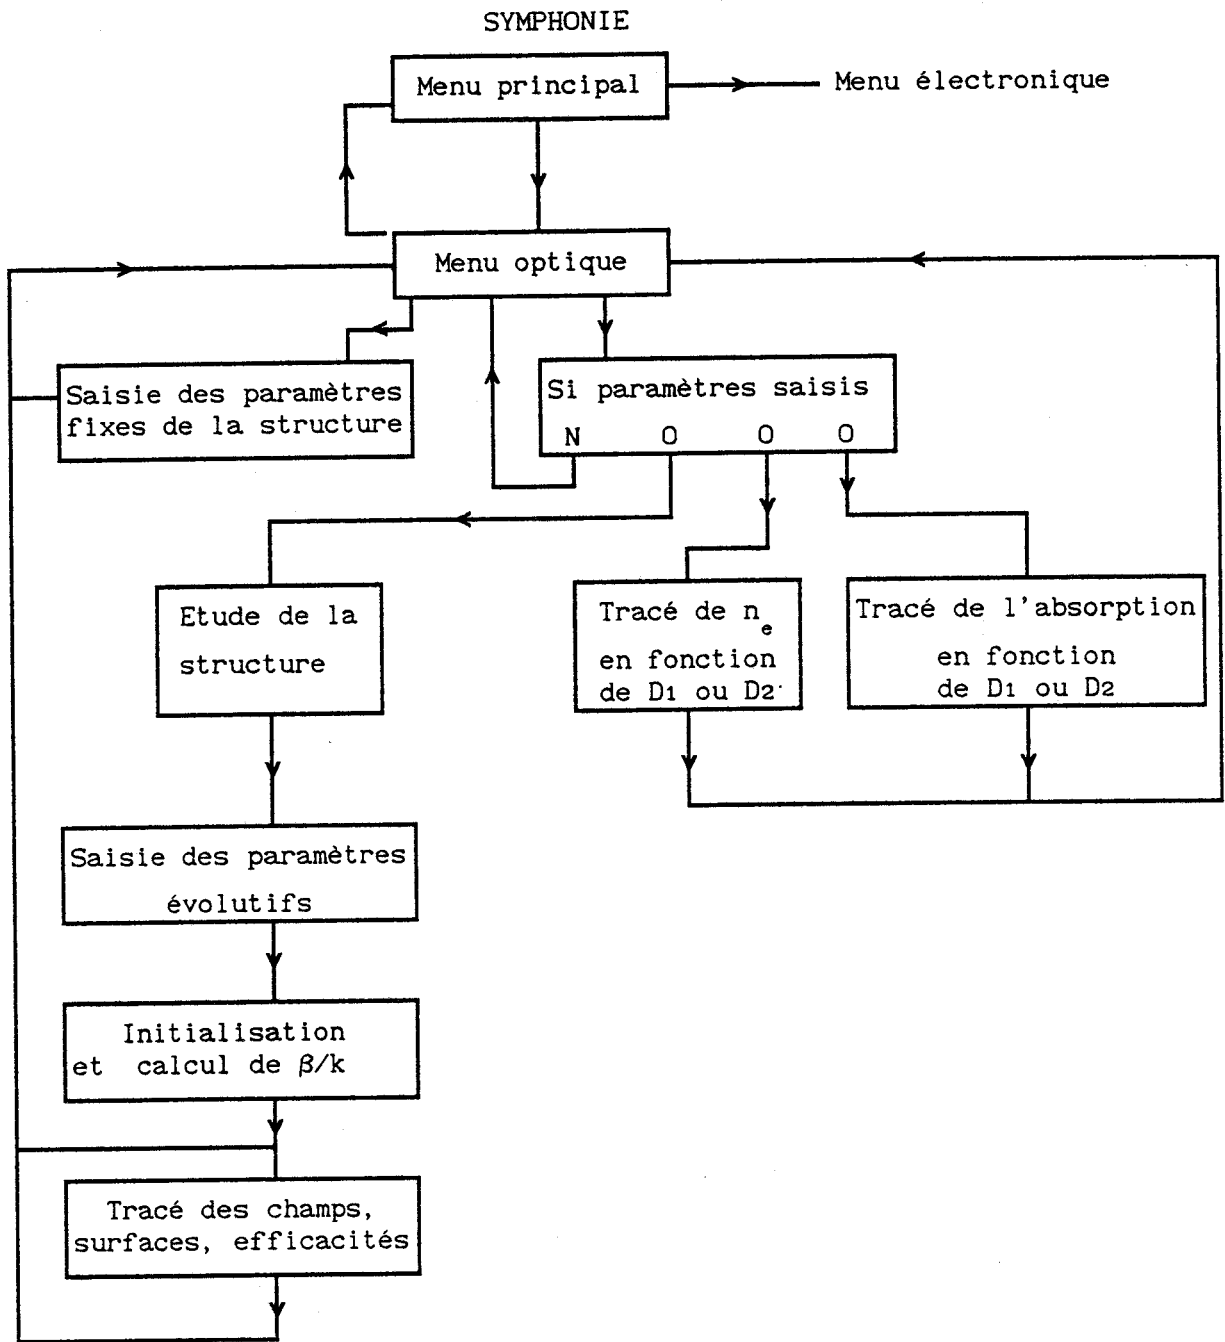 SYMPHONIE
Menu principal
Menu électronique
Menu optique
Saisie des paramètres
fixes de la structure
Si paramètres saisis
N O O O
Etude de la
structure
Tracé de n_e
en fonction
de D1 ou D2
Tracé de l'absorption
en fonction
de D1 ou D2
Saisie des paramètres
évolutifs
Initialisation
et calcul de β/k
Tracé des champs,
surfaces, efficacités